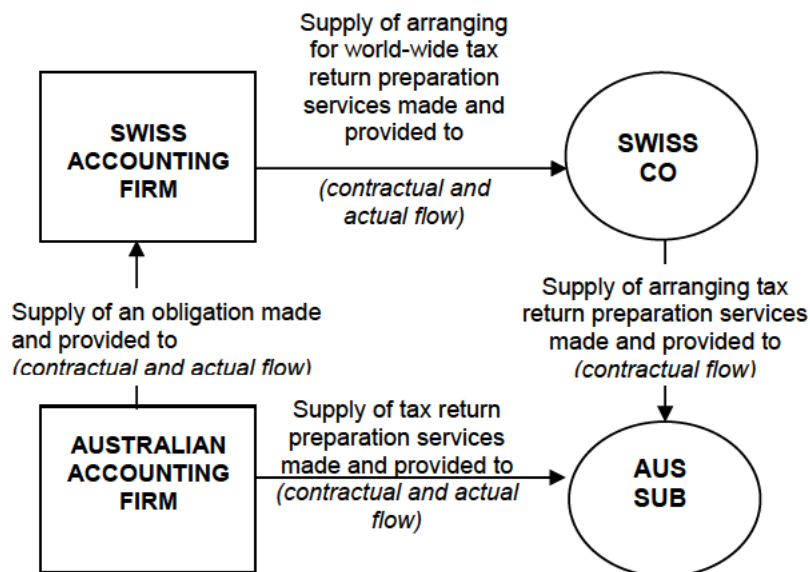 Supply of arranging
for world-wide tax
return preparation
services made and
provided to
SWISS
ACCOUNTING
FIRM
SWISS
CO
(contractual and
actual flow)
Supply of an obligation made
and provided to
(contractual and actual flow)
Supply of arranging tax
return preparation services
made and provided to
(contractual flow)
AUSTRALIAN
ACCOUNTING
FIRM
Supply of tax return
preparation services
made and provided to
(contractual and actual
flow)
AUS
SUB